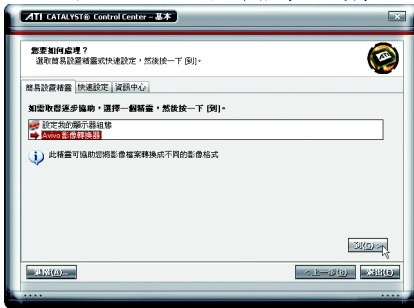 ATI CATALYST® Control Center – 基本
您要如何處理？
選取簡易設置精靈或快速設定，然後按一下 [到]。
簡易設置精靈 快速設定 資訊中心
如需取得逐步協助，選擇一個精靈，然後按一下 [到]。
設定我的顯示器組態
Avivo 影像轉換器
此精靈可協助您將影像檔案轉換成不同的影像格式
到(G) >
進階(A)...
< 上一步(B)